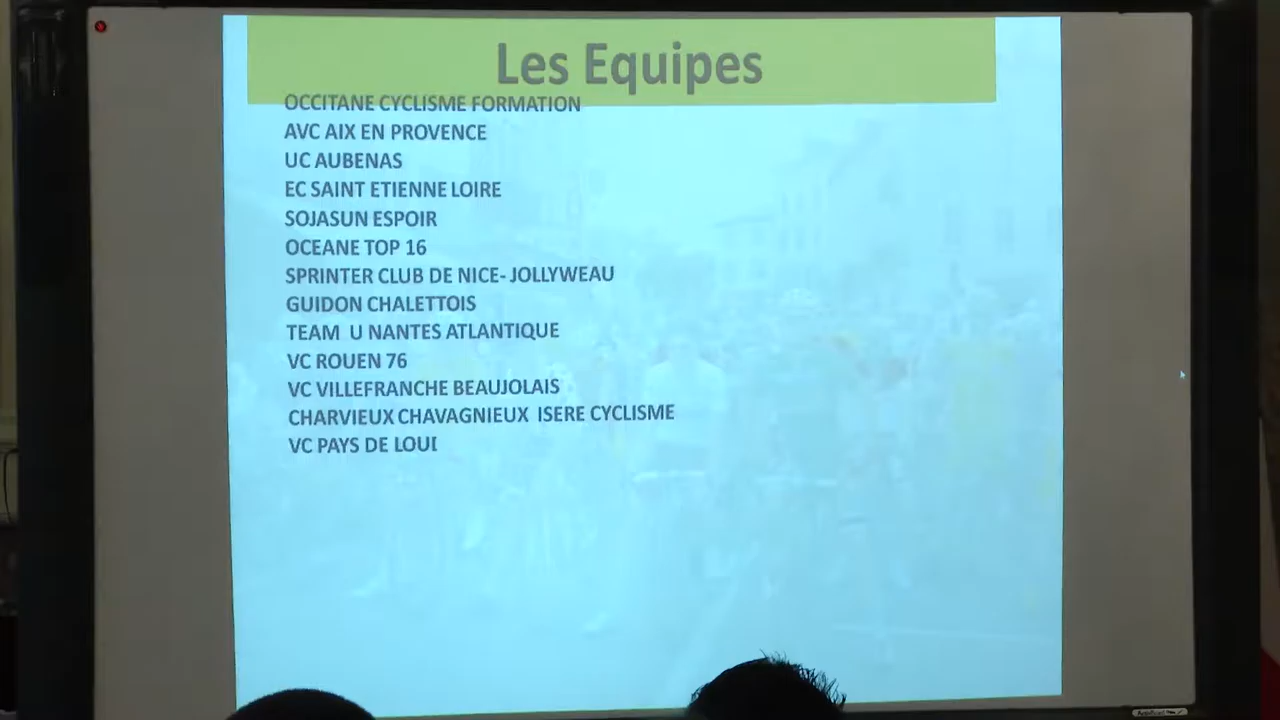 Les Equipes
OCCITANE CYCLISME FORMATION
AVC AIX EN PROVENCE
UC AUBENAS
EC SAINT ETIENNE LOIRE
SOJASUN ESPOIR
OCEANE TOP 16
SPRINTER CLUB DE NICE- JOLLYWEAU
GUIDON CHALETTOIS
TEAM U NANTES ATLANTIQUE
VC ROUEN 76
VC VILLEFRANCHE BEAUJOLAIS
CHARVIEUX CHAVAGNIEUX ISERE CYCLISME
VC PAYS DE LOU